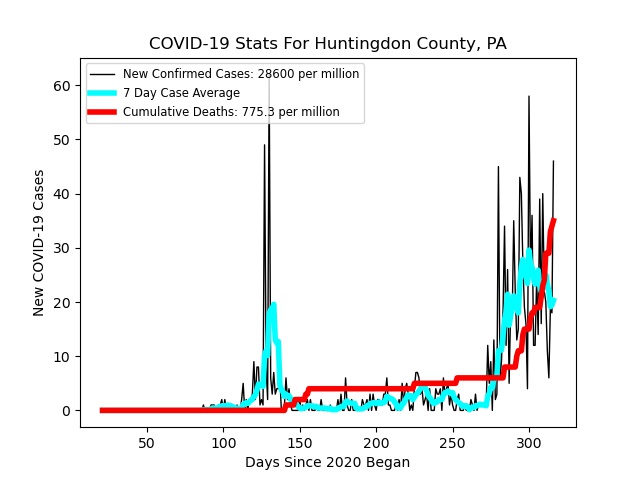 COVID-19 Stats For Huntingdon County, PA
New Confirmed Cases: 28600 per million
7 Day Case Average
Cumulative Deaths: 775.3 per million
New COVID-19 Cases
60
50
40
30
20
10
0
50 100 150 200 250 300
Days Since 2020 Began